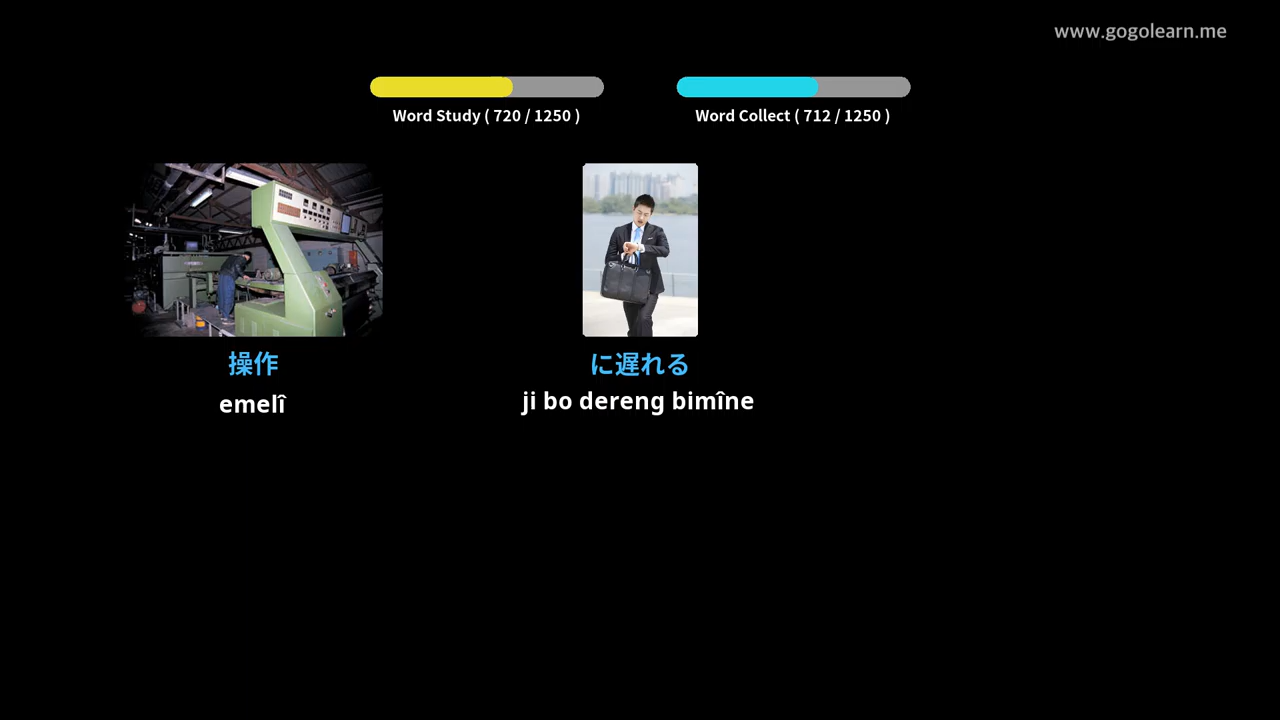 www.gogolearn.me
Word Study ( 720 / 1250 )
Word Collect ( 712 / 1250 )
操作
emelî
に遅れる
ji bo dereng bimîne